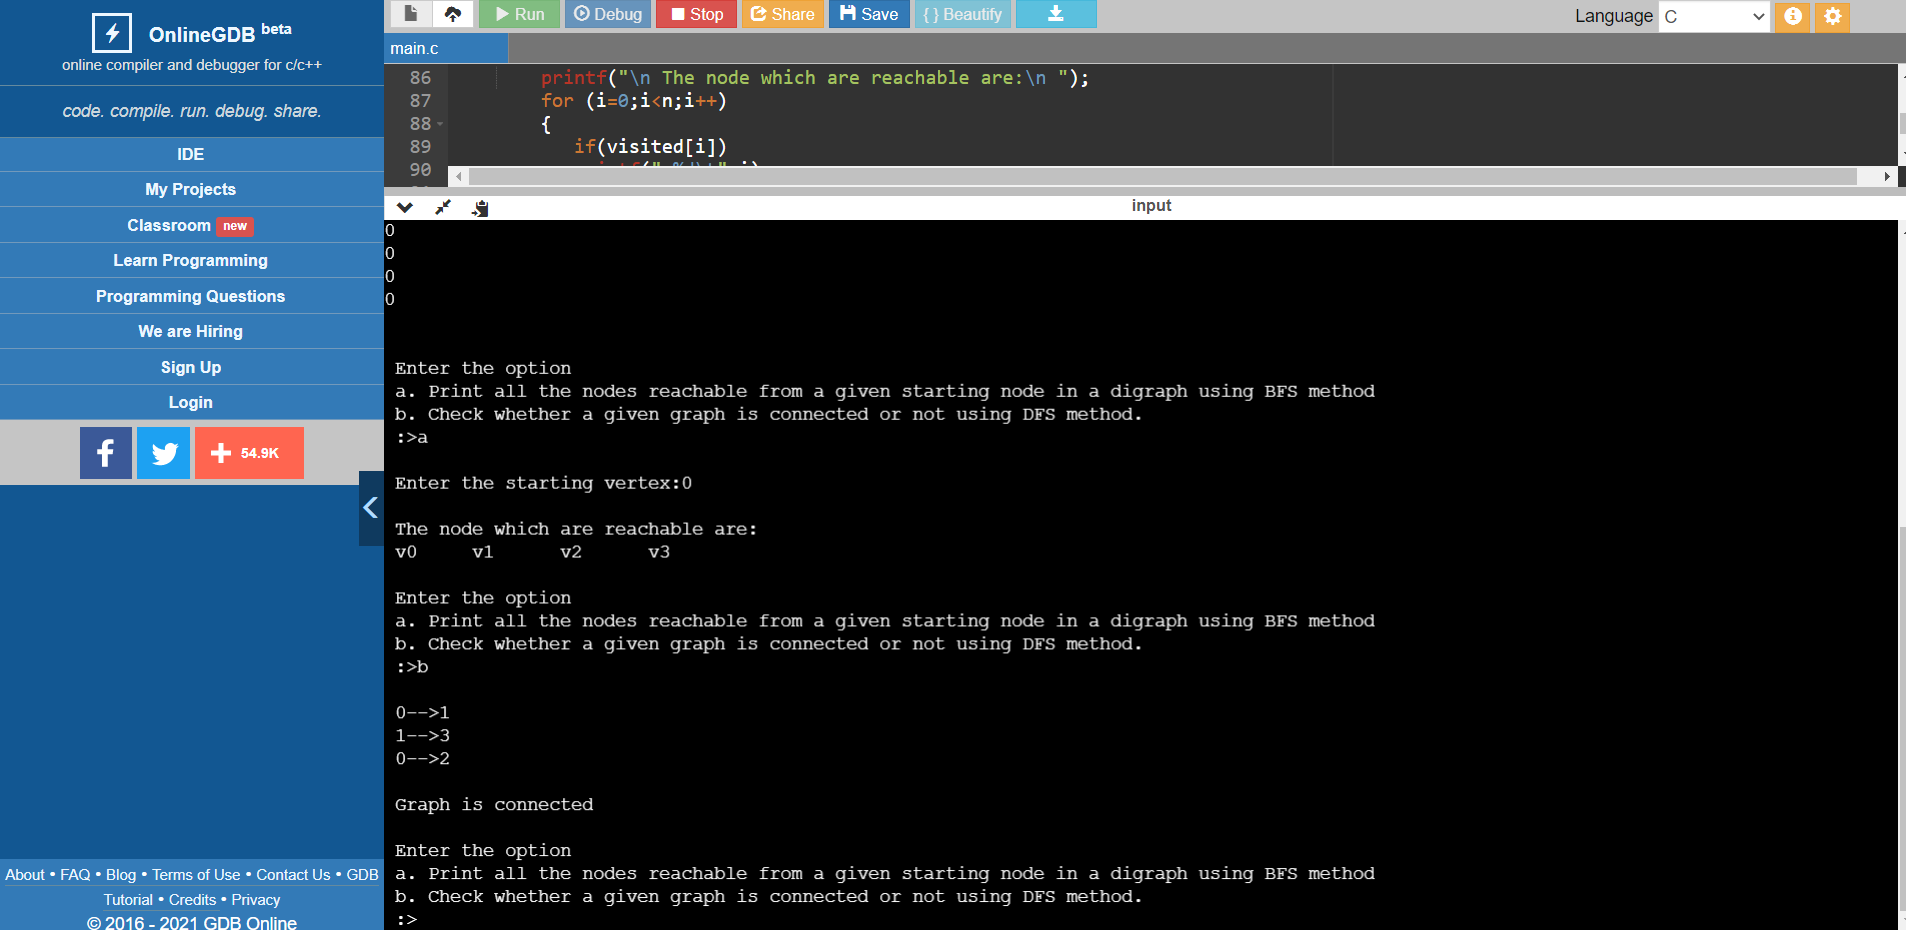 OnlineGDB beta
online compiler and debugger for c/c++
code. compile. run. debug. share.
IDE
My Projects
Classroom new
Learn Programming
Programming Questions
We are Hiring
Sign Up
Login
54.9K
About • FAQ • Blog • Terms of Use • Contact Us • GDB
Tutorial • Credits • Privacy
© 2016 - 2021 GDB Online
Run Debug Stop Share Save { } Beautify
Language C
main.c
86 printf("\n The node which are reachable are:\n ");
87 for (i=0;i<n;i++)
88 {
89 if(visited[i])
90
input
0
0
0
0
Enter the option
a. Print all the nodes reachable from a given starting node in a digraph using BFS method
b. Check whether a given graph is connected or not using DFS method.
:>a
Enter the starting vertex:0
The node which are reachable are:
v0 v1 v2 v3
Enter the option
a. Print all the nodes reachable from a given starting node in a digraph using BFS method
b. Check whether a given graph is connected or not using DFS method.
:>b
0-->1
1-->3
0-->2
Graph is connected
Enter the option
a. Print all the nodes reachable from a given starting node in a digraph using BFS method
b. Check whether a given graph is connected or not using DFS method.
:>